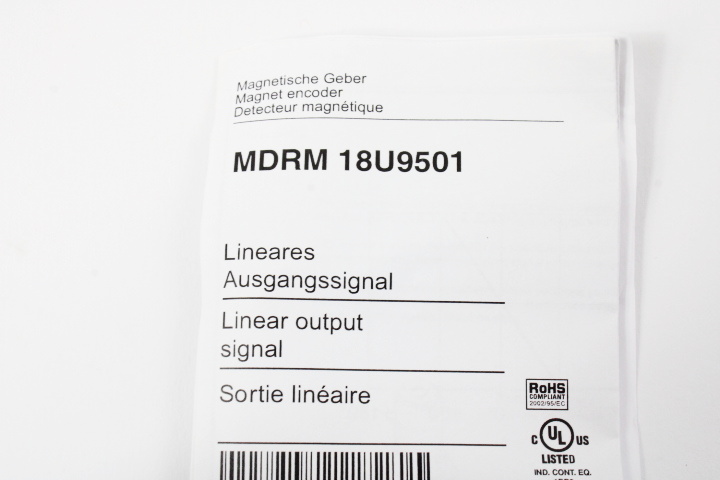 Magnetische Geber
Magnet encoder
Detecteur magnétique
MDRM 18U9501
Lineares
Ausgangssignal
Linear output
signal
Sortie linéaire
RoHS
COMPLIANT
2002/95/EC
C UL US
LISTED
IND. CONT. EQ.